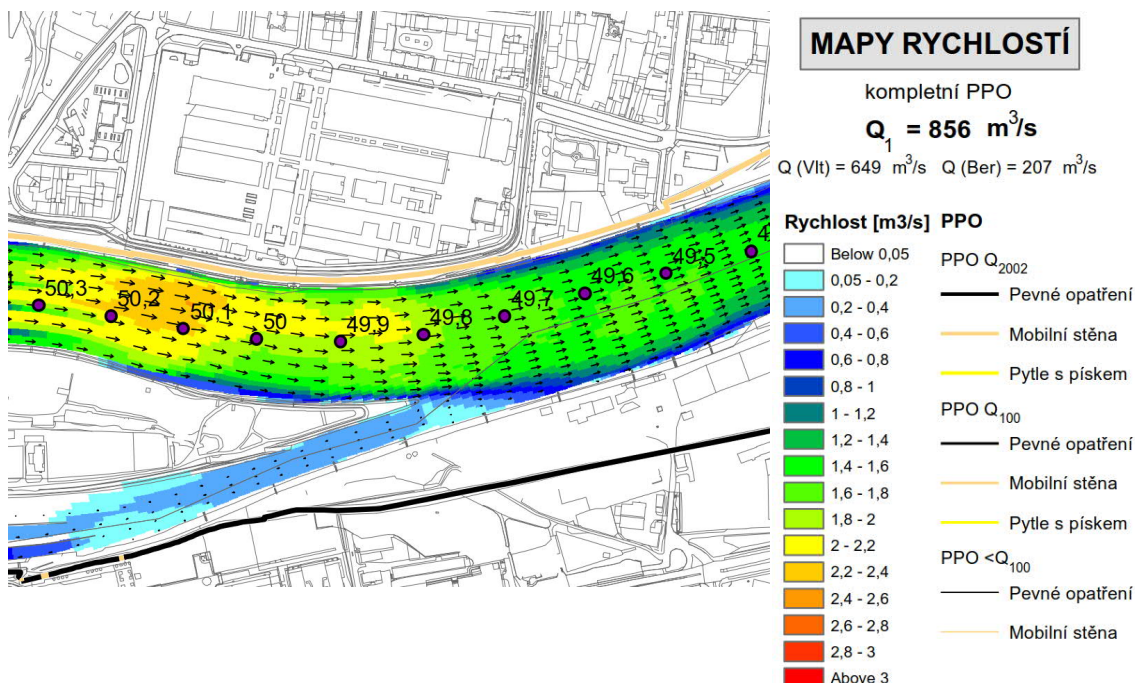 MAPY RYCHLOSTÍ
kompletní PPO
Q1 = 856 m3/s
Q (Vlt) = 649 m3/s Q (Ber) = 207 m3/s
Rychlost [m3/s]
Below 0,05
0,05 - 0,2
0,2 - 0,4
0,4 - 0,6
0,6 - 0,8
0,8 - 1
1 - 1,2
1,2 - 1,4
1,4 - 1,6
1,6 - 1,8
1,8 - 2
2 - 2,2
2,2 - 2,4
2,4 - 2,6
2,6 - 2,8
2,8 - 3
Above 3
PPO
PPO Q2002
Pevné opatření
Mobilní stěna
Pytle s pískem
PPO Q100
Pevné opatření
Mobilní stěna
Pytle s pískem
PPO <Q100
Pevné opatření
Mobilní stěna
50,3
50,2
50,1
50
49,9
49,8
49,7
49,6
49,5